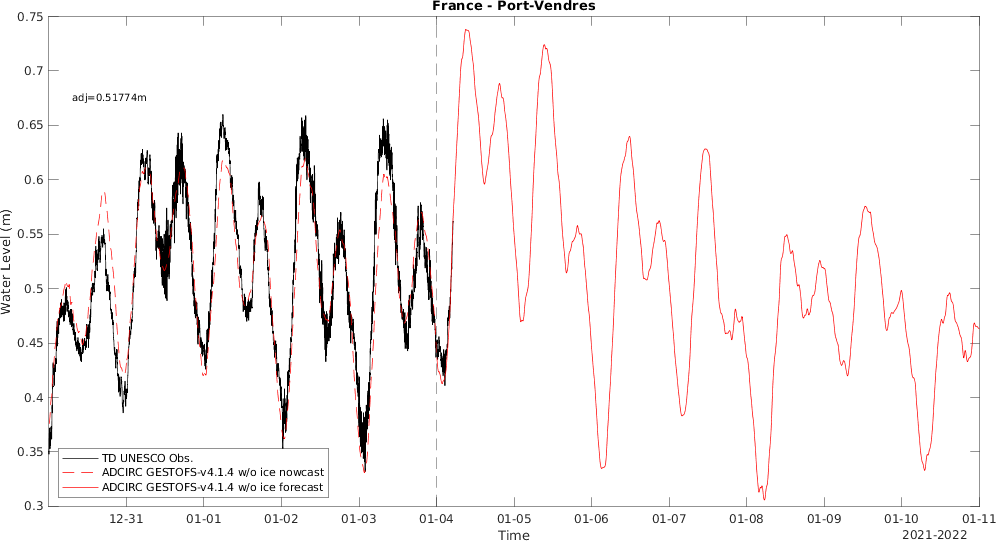 France - Port-Vendres
0.75
0.7
0.65
0.6
0.55
0.5
0.45
0.4
0.35
0.3
Water Level (m)
adj=0.51774m
TD UNESCO Obs.
ADCIRC GESTOFS-v4.1.4 w/o ice nowcast
ADCIRC GESTOFS-v4.1.4 w/o ice forecast
12-31 01-01 01-02 01-03 01-04 01-05 01-06 01-07 01-08 01-09 01-10 01-11
Time
2021-2022